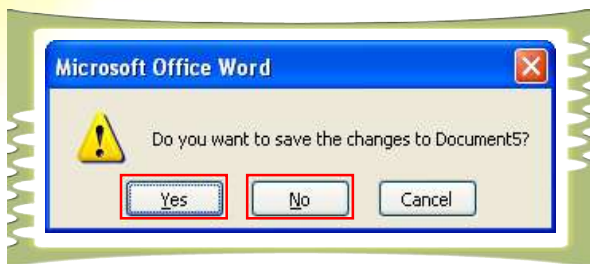 Microsoft Office Word
Do you want to save the changes to Document5?
Yes No Cancel